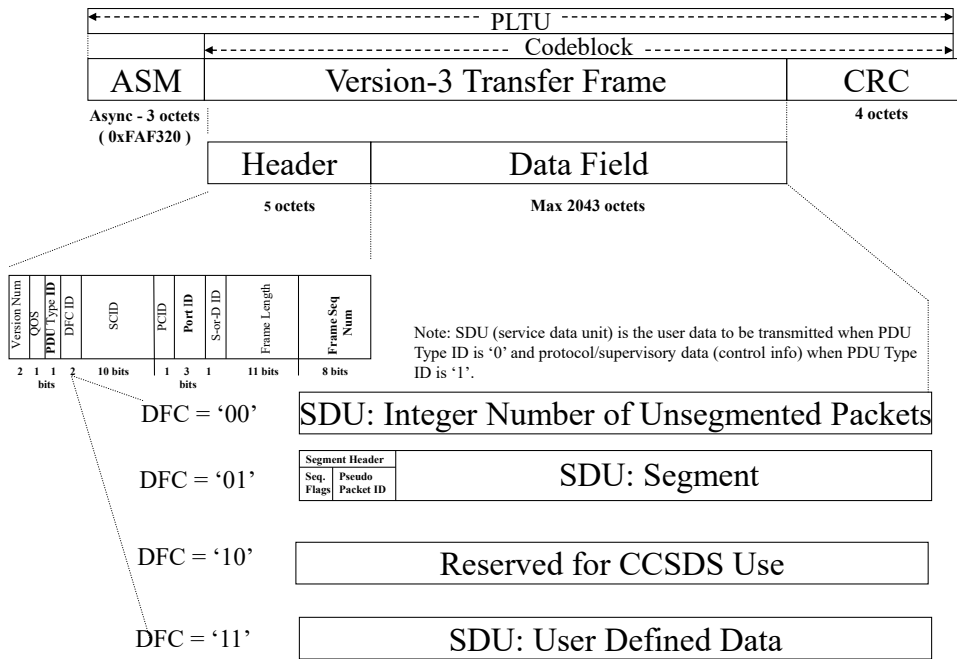 PLTU
Codeblock
ASM
Version-3 Transfer Frame
CRC
Async - 3 octets
( 0xFAF320 )
4 octets
Header
Data Field
5 octets
Max 2043 octets
Version Num
QOS
PDU Type ID
DFC ID
SCID
PCID
Port ID
S-or-D ID
Frame Length
Frame Seq
Num
2 1 1 2 10 bits 1 3 1 11 bits 8 bits
bits bits
Note: SDU (service data unit) is the user data to be transmitted when PDU
Type ID is ‘0’ and protocol/supervisory data (control info) when PDU Type
ID is ‘1’.
DFC = ‘00’
SDU: Integer Number of Unsegmented Packets
DFC = ‘01’
Segment Header
Seq.
Flags
Pseudo
Packet ID
SDU: Segment
DFC = ‘10’
Reserved for CCSDS Use
DFC = ‘11’
SDU: User Defined Data